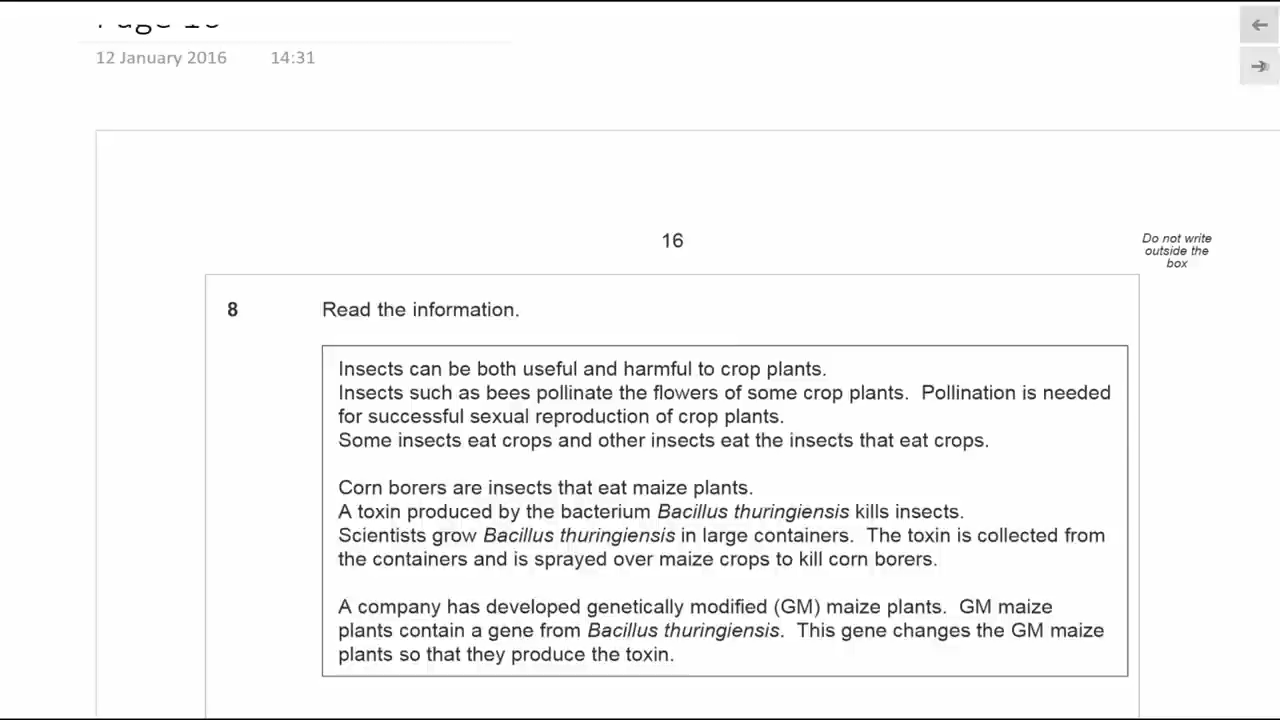 12 January 2016 14:31
16
Do not write
outside the
box
8 Read the information.
Insects can be both useful and harmful to crop plants.
Insects such as bees pollinate the flowers of some crop plants. Pollination is needed
for successful sexual reproduction of crop plants.
Some insects eat crops and other insects eat the insects that eat crops.
Corn borers are insects that eat maize plants.
A toxin produced by the bacterium Bacillus thuringiensis kills insects.
Scientists grow Bacillus thuringiensis in large containers. The toxin is collected from
the containers and is sprayed over maize crops to kill corn borers.
A company has developed genetically modified (GM) maize plants. GM maize
plants contain a gene from Bacillus thuringiensis. This gene changes the GM maize
plants so that they produce the toxin.